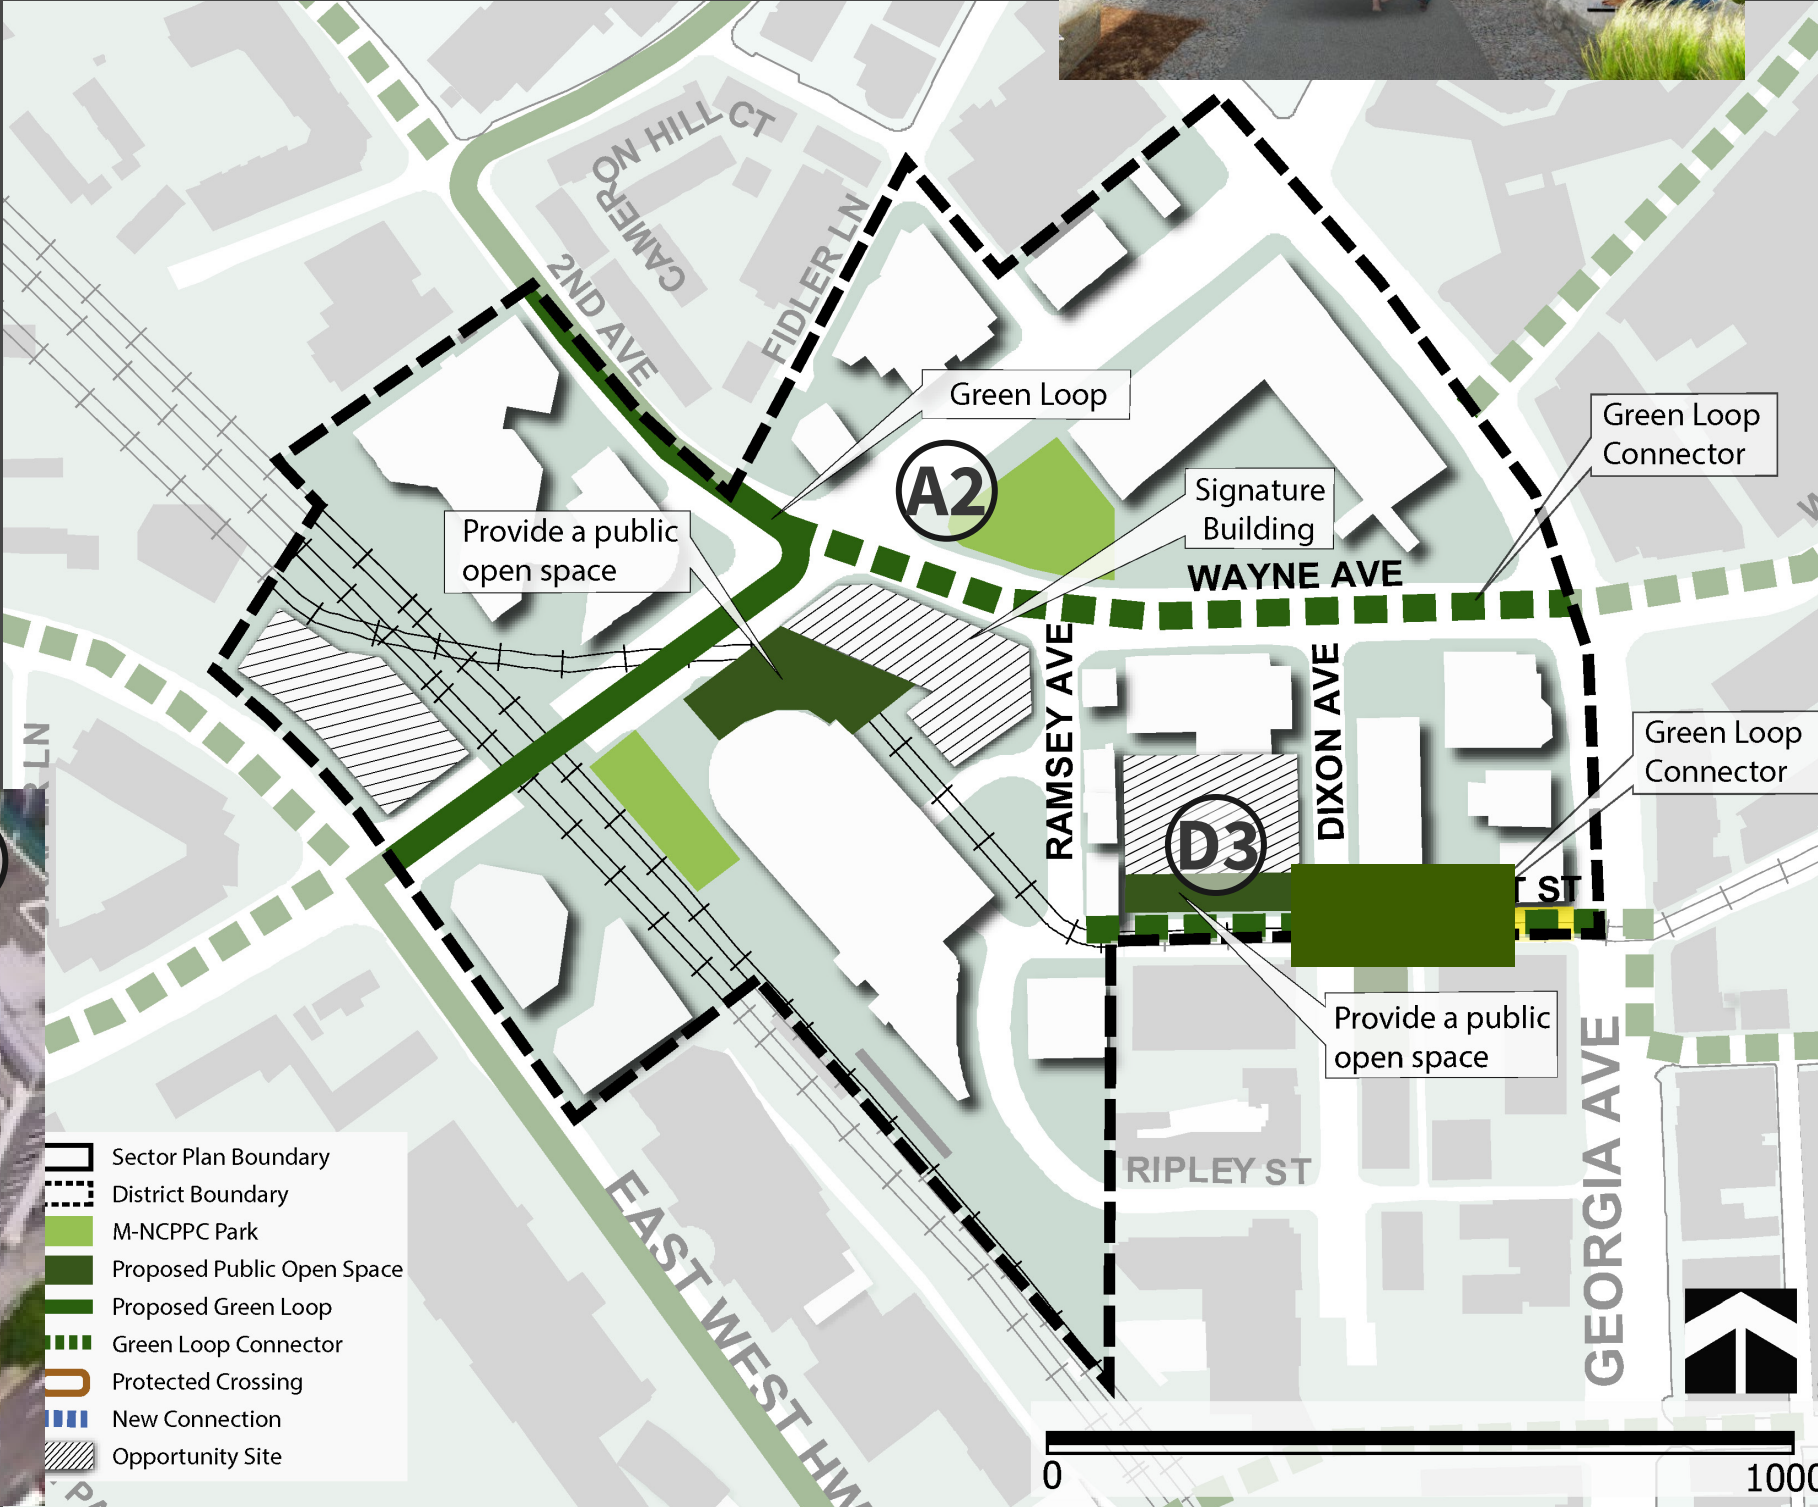 CAMERON HILL CT
2ND AVE
FIDLER LN
Green Loop
A2
Green Loop
Connector
Signature
Building
Provide a public
open space
WAYNE AVE
RAMSEY AVE
DIXON AVE
Green Loop
Connector
D3
T ST
LN
Provide a public
open space
RIPLEY ST
GEORGIA AVE
EAST WEST HW
Sector Plan Boundary
District Boundary
M-NCPPC Park
Proposed Public Open Space
Proposed Green Loop
Green Loop Connector
Protected Crossing
New Connection
Opportunity Site
0
1000